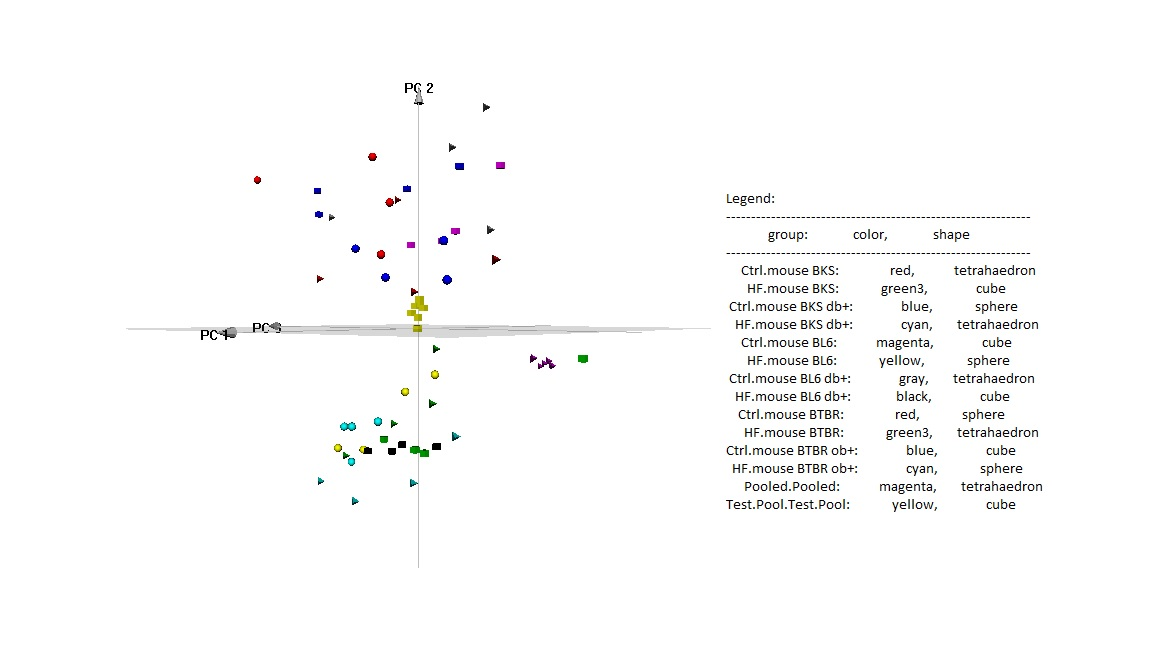 PC 2
PC 1
PC 3
Legend:
----------------------------------------------------------------
group: color, shape
----------------------------------------------------------------
Ctrl.mouse BKS: red, tetrahaedron
HF.mouse BKS: green3, cube
Ctrl.mouse BKS db+: blue, sphere
HF.mouse BKS db+: cyan, tetrahaedron
Ctrl.mouse BL6: magenta, cube
HF.mouse BL6: yellow, sphere
Ctrl.mouse BL6 db+: gray, tetrahaedron
HF.mouse BL6 db+: black, cube
Ctrl.mouse BTBR: red, sphere
HF.mouse BTBR: green3, tetrahaedron
Ctrl.mouse BTBR ob+: blue, cube
HF.mouse BTBR ob+: cyan, sphere
Pooled.Pooled: magenta, tetrahaedron
Test.Pool.Test.Pool: yellow, cube